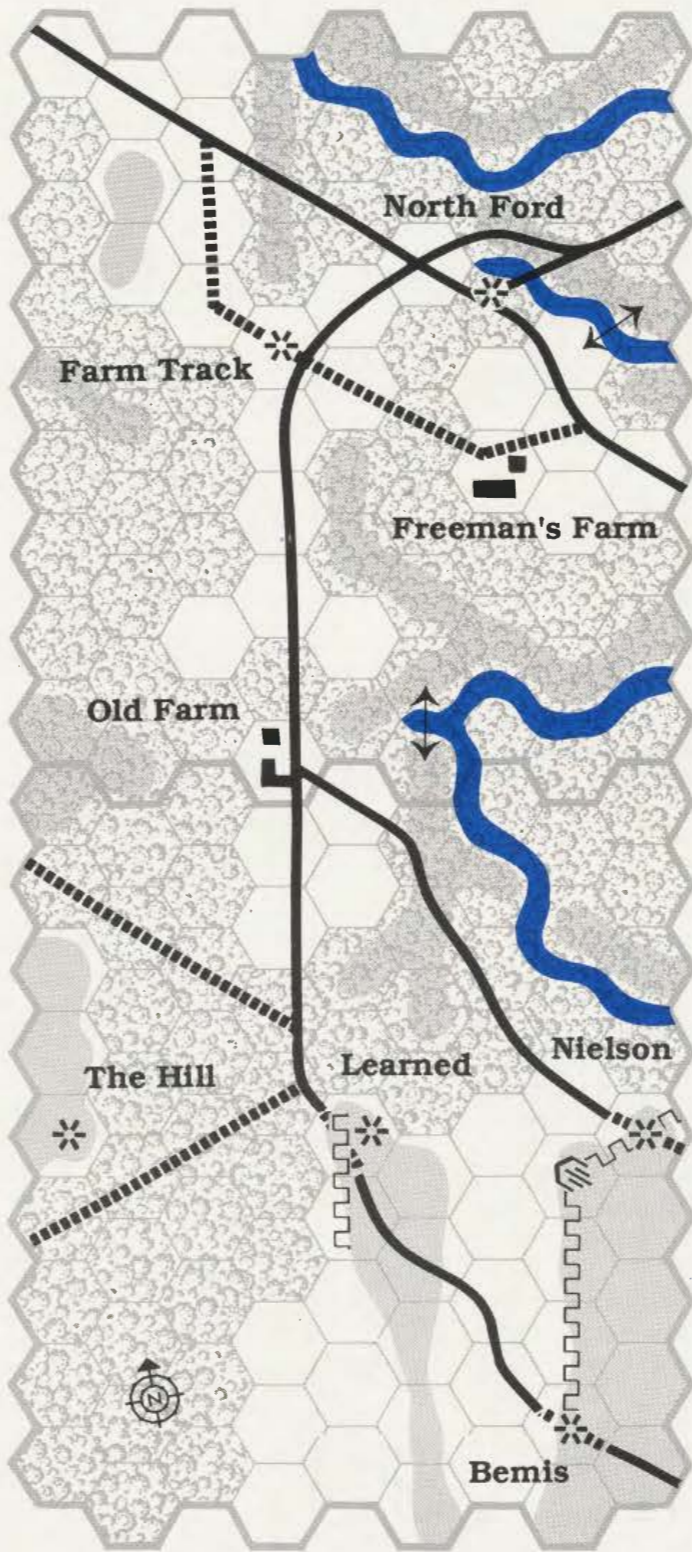 North Ford
Farm Track
Freeman's Farm
Old Farm
Nielson
The Hill
Learned
N
Bemis